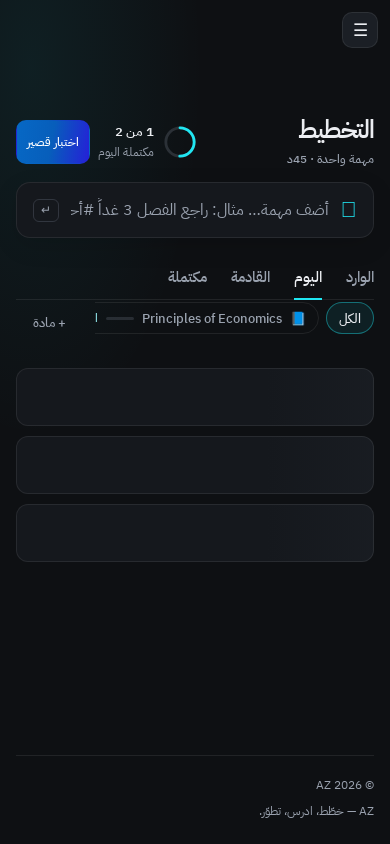 ☰
التخطيط
مهمة واحدة · 45د
1 من 2
مكتملة اليوم
اختبار قصير
أضف مهمة... مثال: راجع الفصل 3 غداً #أح
↵
الوارد
اليوم
القادمة
مكتملة
الكل
📘 Principles of Economics
+ مادة
© 2026 AZ
AZ — خطّط، ادرس، تطوّر.